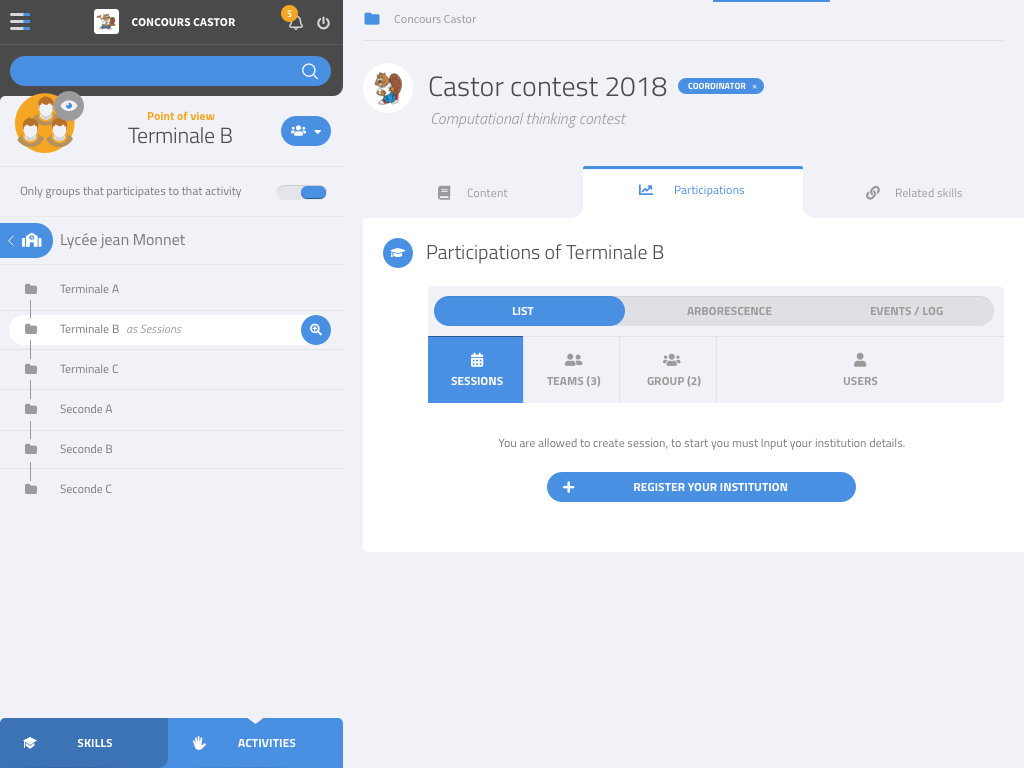 CONCOURS CASTOR
5
Point of view
Terminale B
Only groups that participates to that activity
Lycée jean Monnet
Terminale A
Terminale B as Sessions
Terminale C
Seconde A
Seconde B
Seconde C
SKILLS
ACTIVITIES
Concours Castor
Castor contest 2018
COORDINATOR ×
Computational thinking contest
Content
Participations
Related skills
Participations of Terminale B
LIST
ARBORESCENCE
EVENTS / LOG
SESSIONS
TEAMS (3)
GROUP (2)
USERS
You are allowed to create session, to start you must Input your institution details.
REGISTER YOUR INSTITUTION